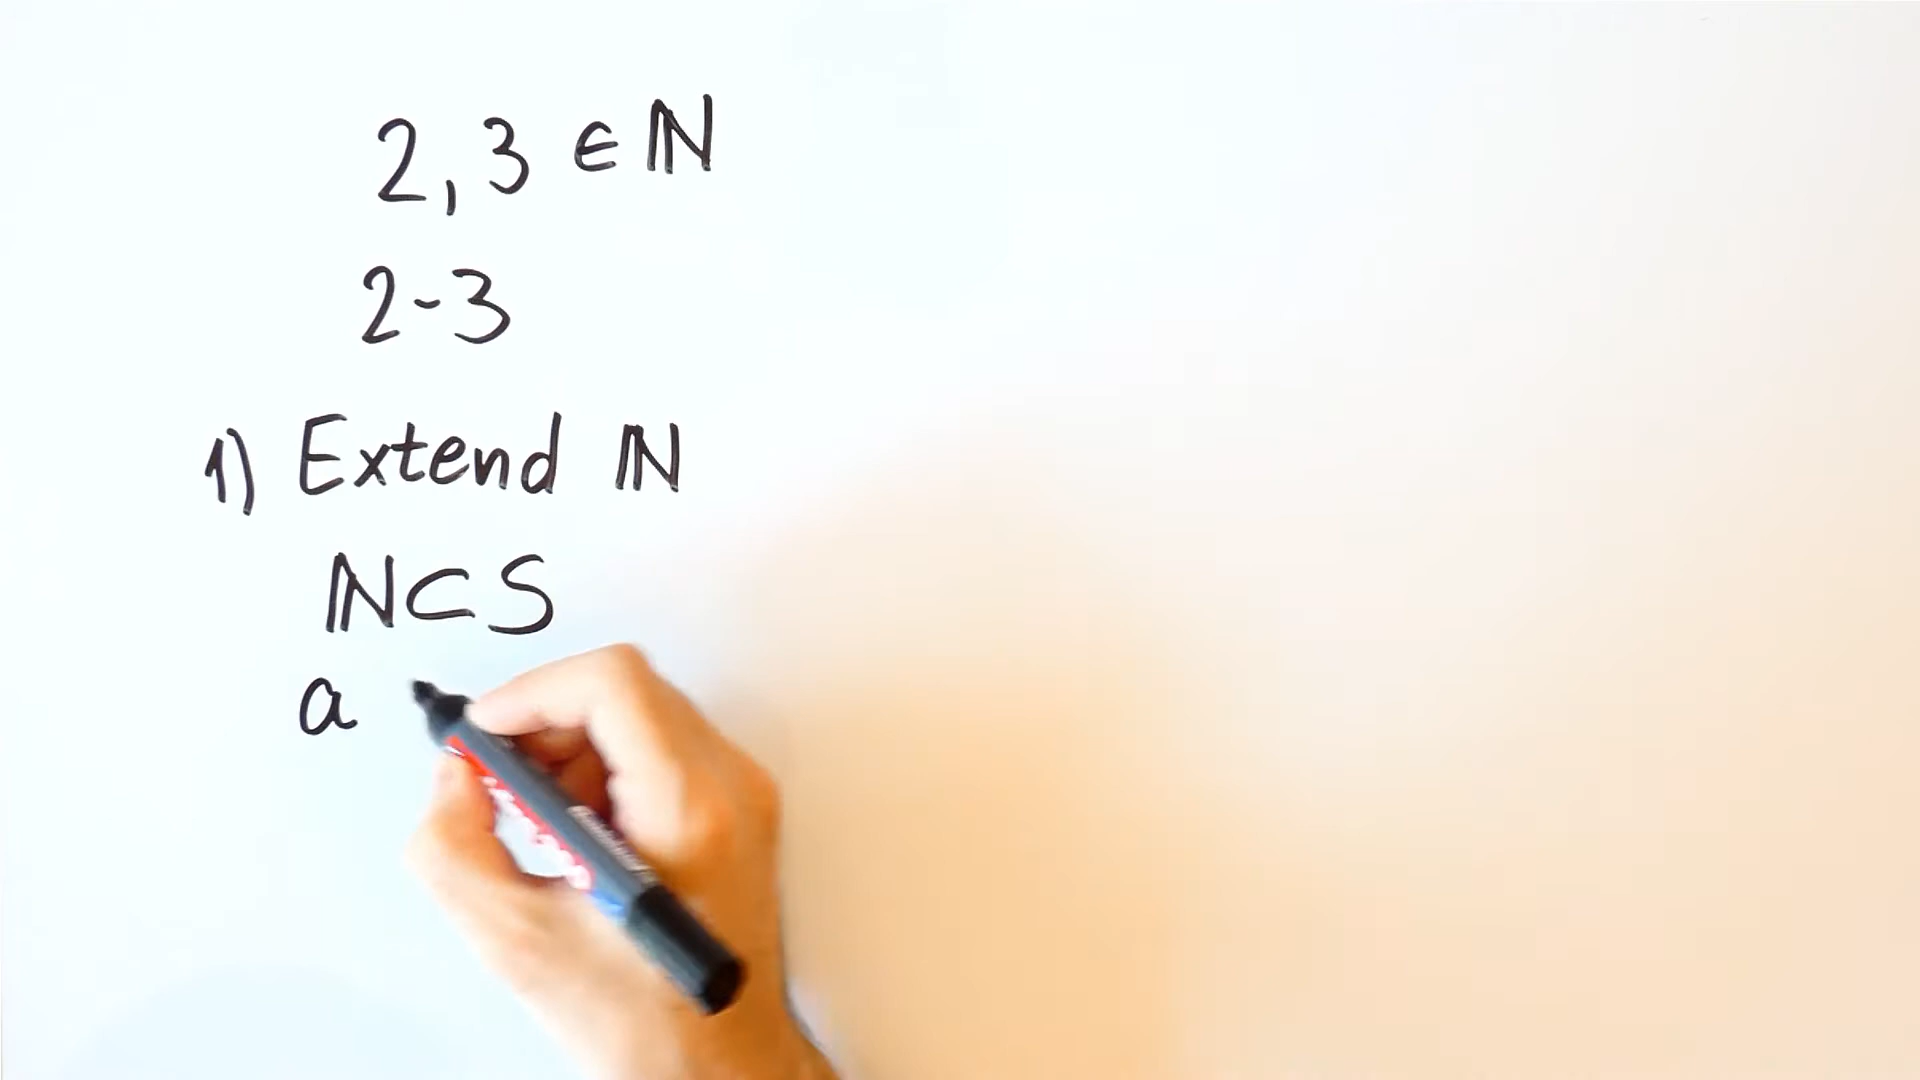 2, 3 ∈ ℕ
2-3
1) Extend ℕ
ℕ⊂S
a